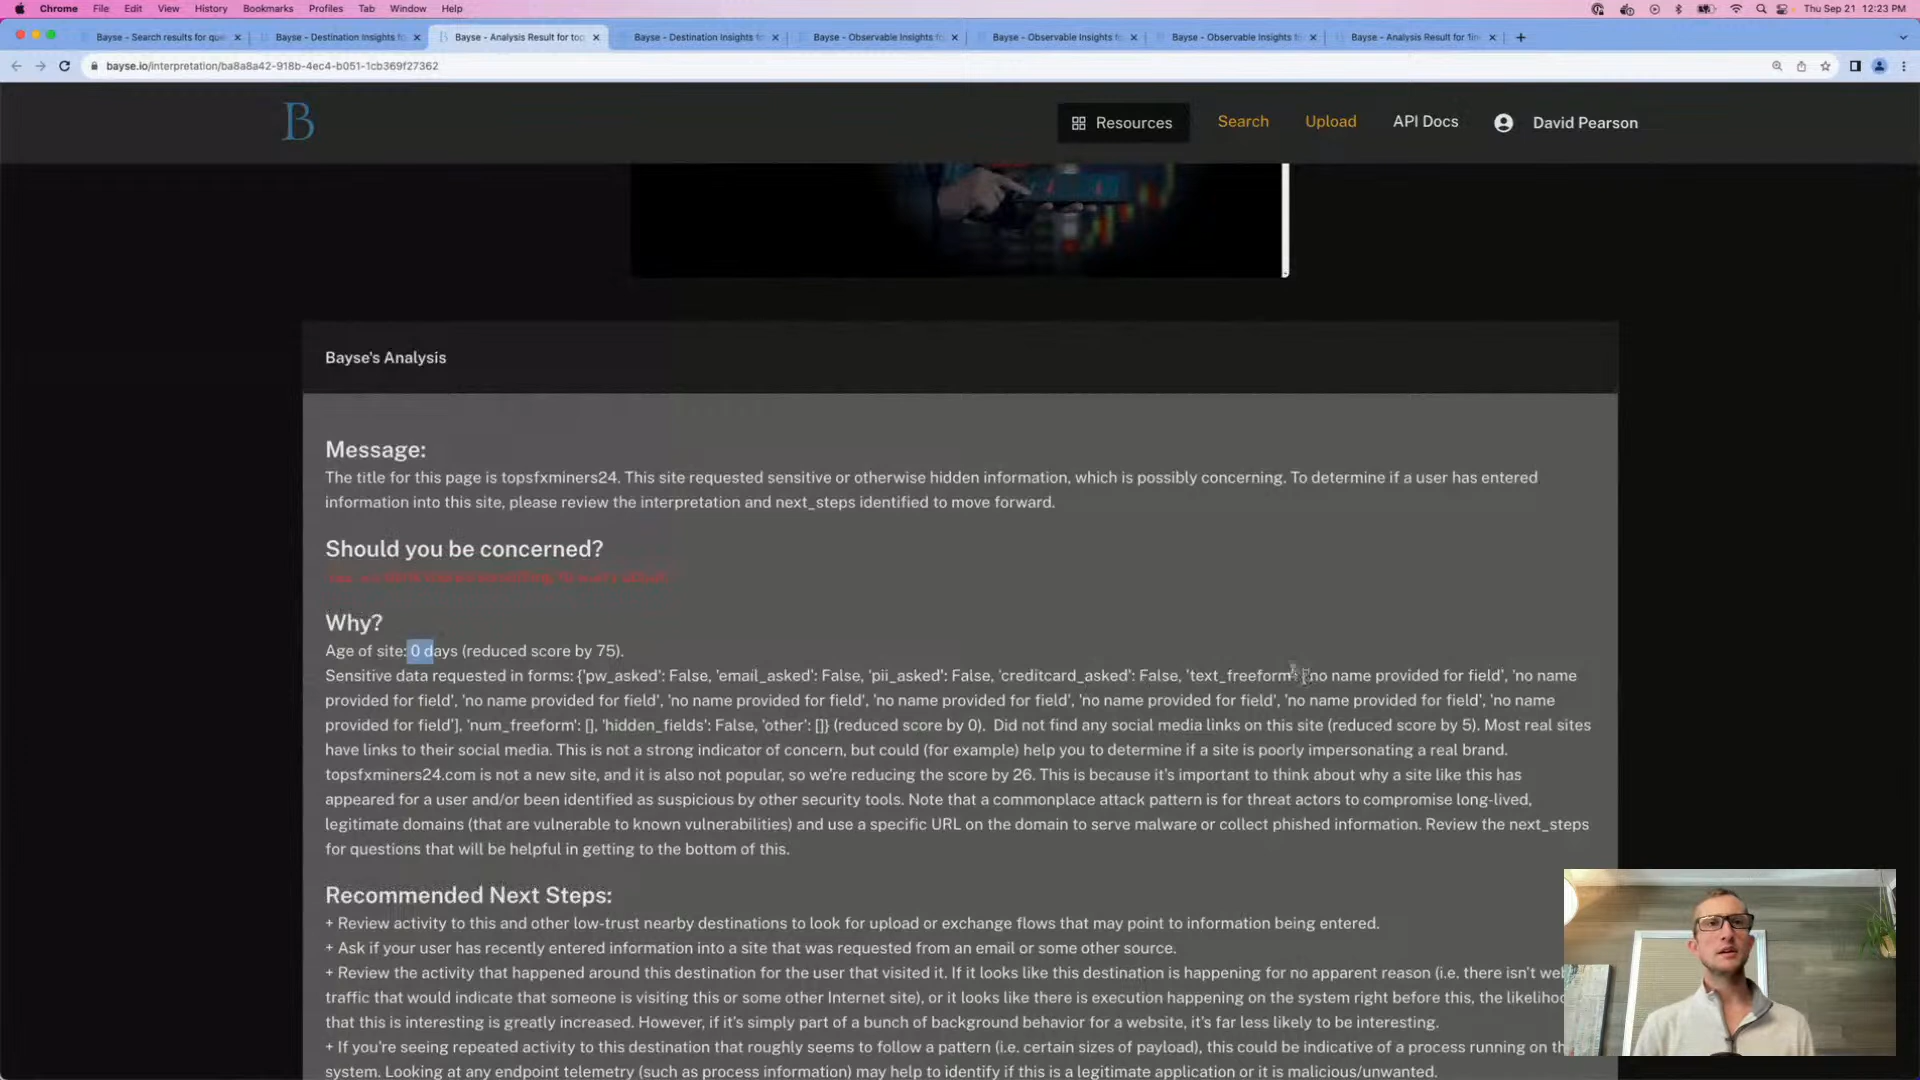 Chrome File Edit View History Bookmarks Profiles Tab Window Help Thu Sep 21 12:23 PM
Bayse - Search results for que
Bayse - Destination Insights fo
Bayse - Analysis Result for top
Bayse - Destination Insights fo
Bayse - Observable Insights fo
Bayse - Observable Insights fo
Bayse - Observable Insights fo
Bayse - Analysis Result for 1in
bayse.io/interpretation/ba8a8a42-918b-4ec4-b051-1cb369f27362
B Resources Search Upload API Docs David Pearson
Bayse's Analysis
Message:
The title for this page is topsfxminers24. This site requested sensitive or otherwise hidden information, which is possibly concerning. To determine if a user has entered
information into this site, please review the interpretation and next_steps identified to move forward.
Should you be concerned?
Why?
Age of site: 0 days (reduced score by 75).
Sensitive data requested in forms: {'pw_asked': False, 'email_asked': False, 'pii_asked': False, 'creditcard_asked': False, 'text_freeform' 'no name provided for field', 'no name
provided for field', 'no name provided for field', 'no name provided for field', 'no name provided for field', 'no name provided for field', 'no name provided for field', 'no name
provided for field'], 'num_freeform': [], 'hidden_fields': False, 'other': []} (reduced score by 0). Did not find any social media links on this site (reduced score by 5). Most real sites
have links to their social media. This is not a strong indicator of concern, but could (for example) help you to determine if a site is poorly impersonating a real brand.
topsfxminers24.com is not a new site, and it is also not popular, so we're reducing the score by 26. This is because it's important to think about why a site like this has
appeared for a user and/or been identified as suspicious by other security tools. Note that a commonplace attack pattern is for threat actors to compromise long-lived,
legitimate domains (that are vulnerable to known vulnerabilities) and use a specific URL on the domain to serve malware or collect phished information. Review the next_steps
for questions that will be helpful in getting to the bottom of this.
Recommended Next Steps:
+ Review activity to this and other low-trust nearby destinations to look for upload or exchange flows that may point to information being entered.
+ Ask if your user has recently entered information into a site that was requested from an email or some other source.
+ Review the activity that happened around this destination for the user that visited it. If it looks like this destination is happening for no apparent reason (i.e. there isn't we
traffic that would indicate that someone is visiting this or some other Internet site), or it looks like there is execution happening on the system right before this, the likelihoo
that this is interesting is greatly increased. However, if it's simply part of a bunch of background behavior for a website, it's far less likely to be interesting.
+ If you're seeing repeated activity to this destination that roughly seems to follow a pattern (i.e. certain sizes of payload), this could be indicative of a process running on th
system. Looking at any endpoint telemetry (such as process information) may help to identify if this is a legitimate application or it is malicious/unwanted.